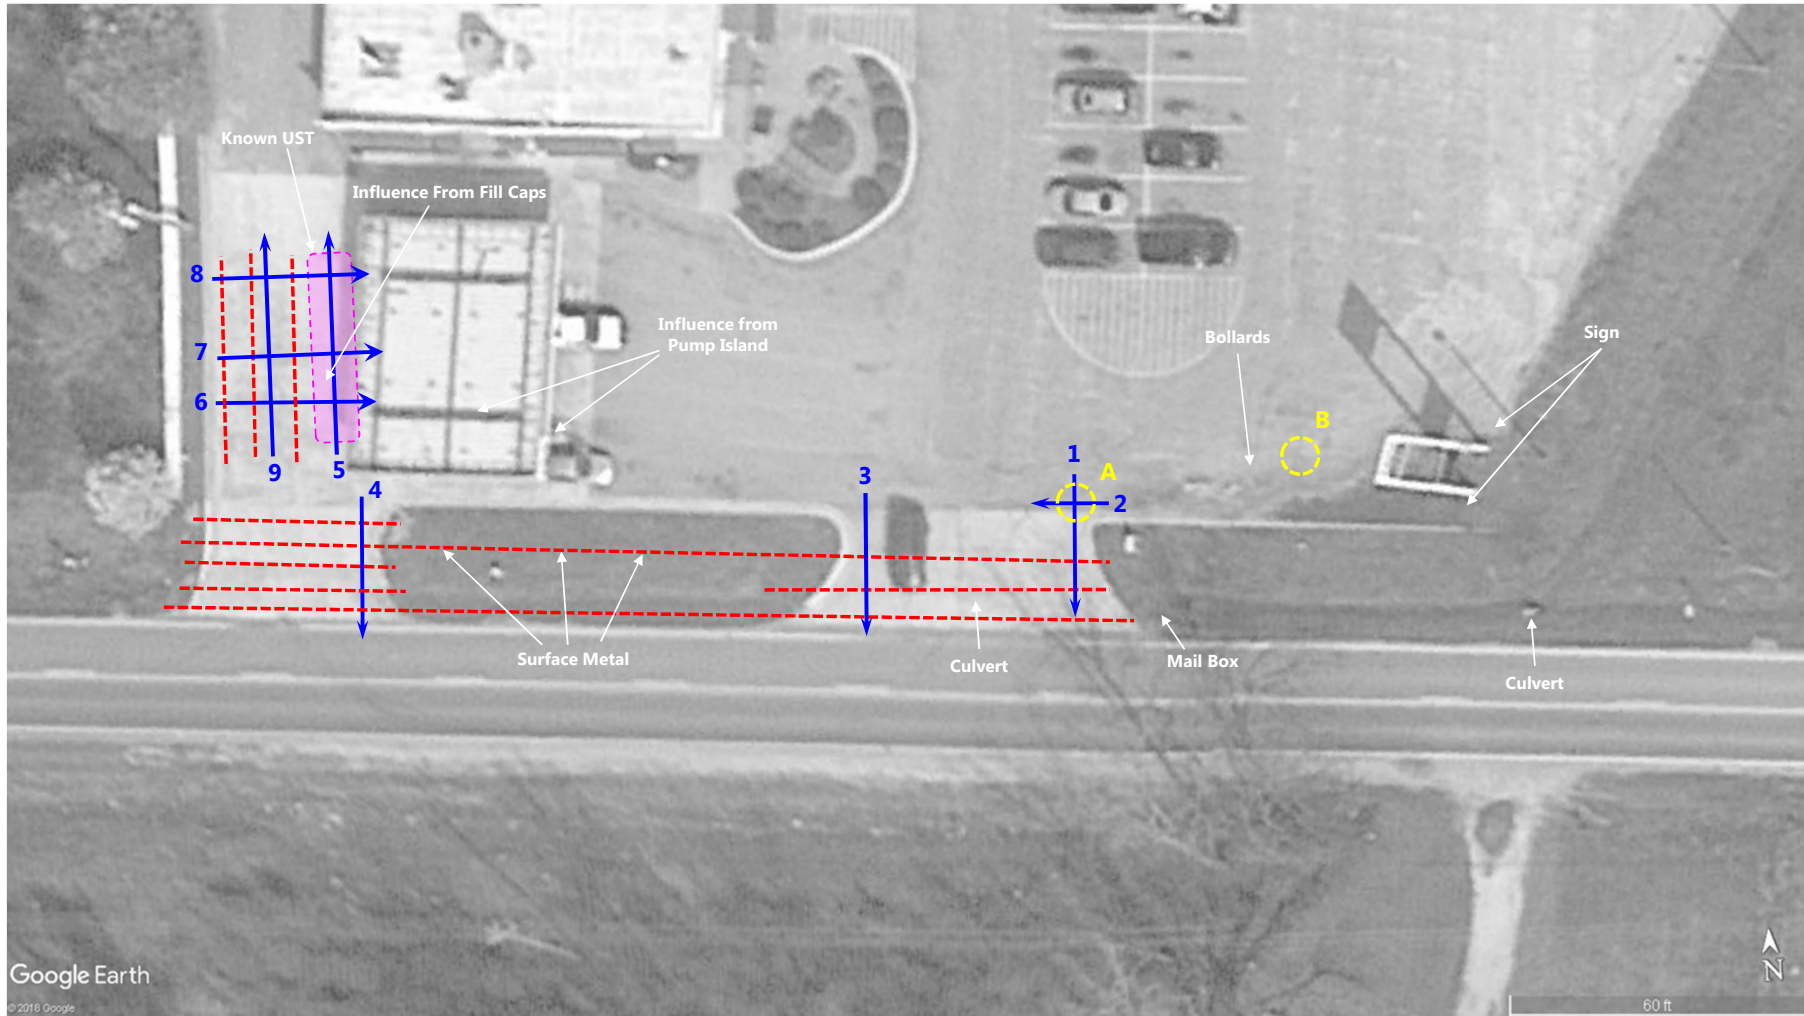 Known UST
Influence From Fill Caps
8
7
6
9
5
4
Influence from
Pump Island
3
1
A
2
B
Bollards
Sign
Surface Metal
Culvert
Mail Box
Culvert
Google Earth
© 2018 Google
N
60 ft